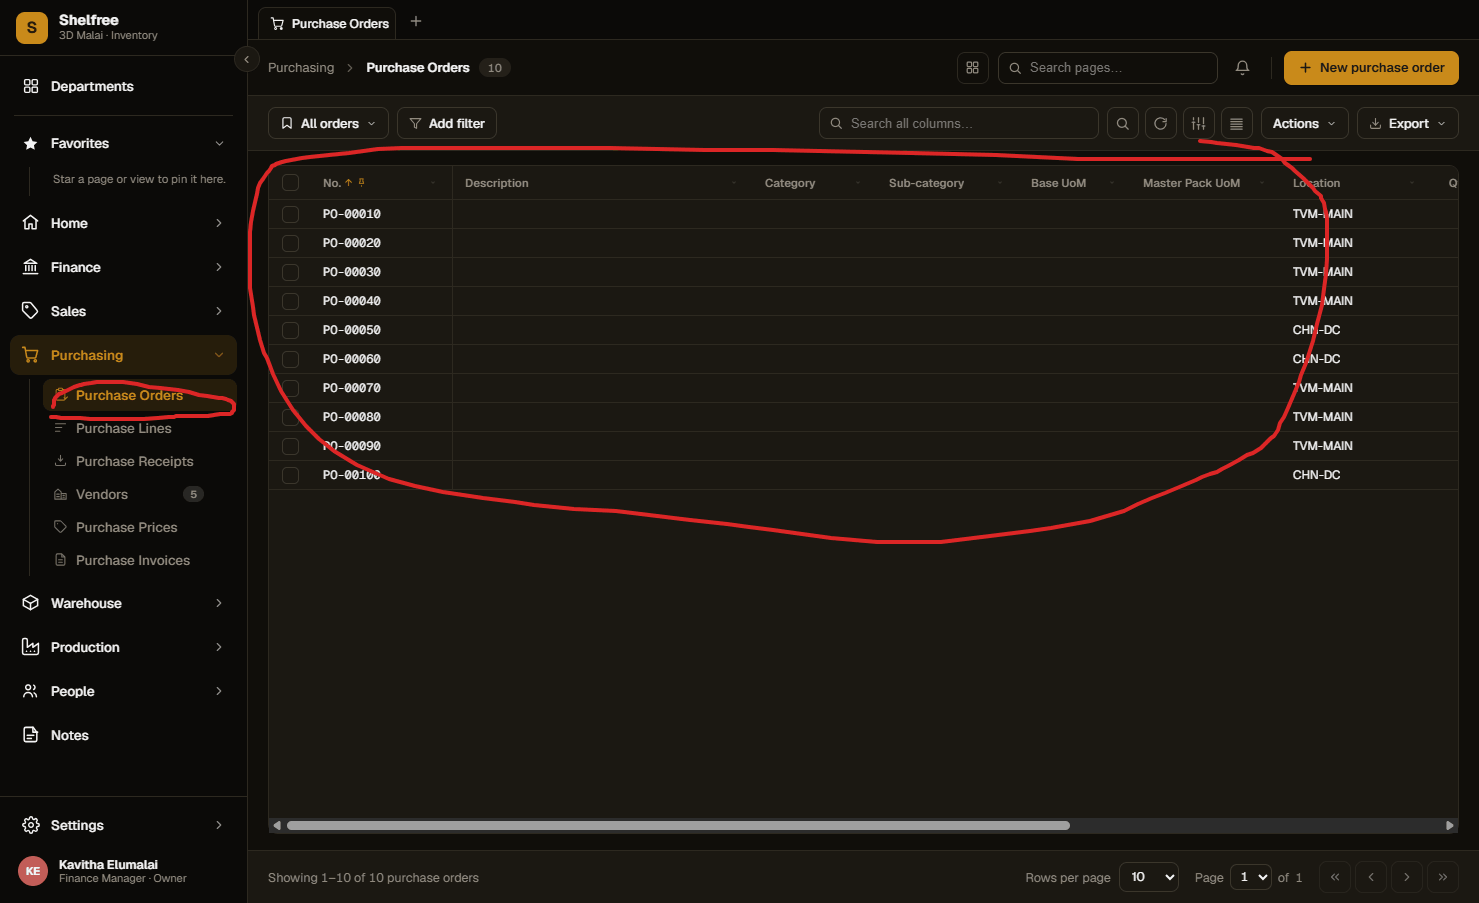 S
Shelfree
3D Malai · Inventory
Departments
Favorites
Star a page or view to pin it here.
Home
Finance
Sales
Purchasing
Purchase Orders
Purchase Lines
Purchase Receipts
Vendors 5
Purchase Prices
Purchase Invoices
Warehouse
Production
People
Notes
Settings
KE
Kavitha Elumalai
Finance Manager · Owner
Purchase Orders
Purchasing > Purchase Orders 10
Search pages...
New purchase order
All orders
Add filter
Search all columns...
Actions
Export
No. Description Category Sub-category Base UoM Master Pack UoM Location Q
PO-00010 TVM-MAIN
PO-00020 TVM-MAIN
PO-00030 TVM-MAIN
PO-00040 TVM-MAIN
PO-00050 CHN-DC
PO-00060 CHN-DC
PO-00070 TVM-MAIN
PO-00080 TVM-MAIN
PO-00090 TVM-MAIN
PO-00100 CHN-DC
Showing 1–10 of 10 purchase orders
Rows per page 10 Page 1 of 1